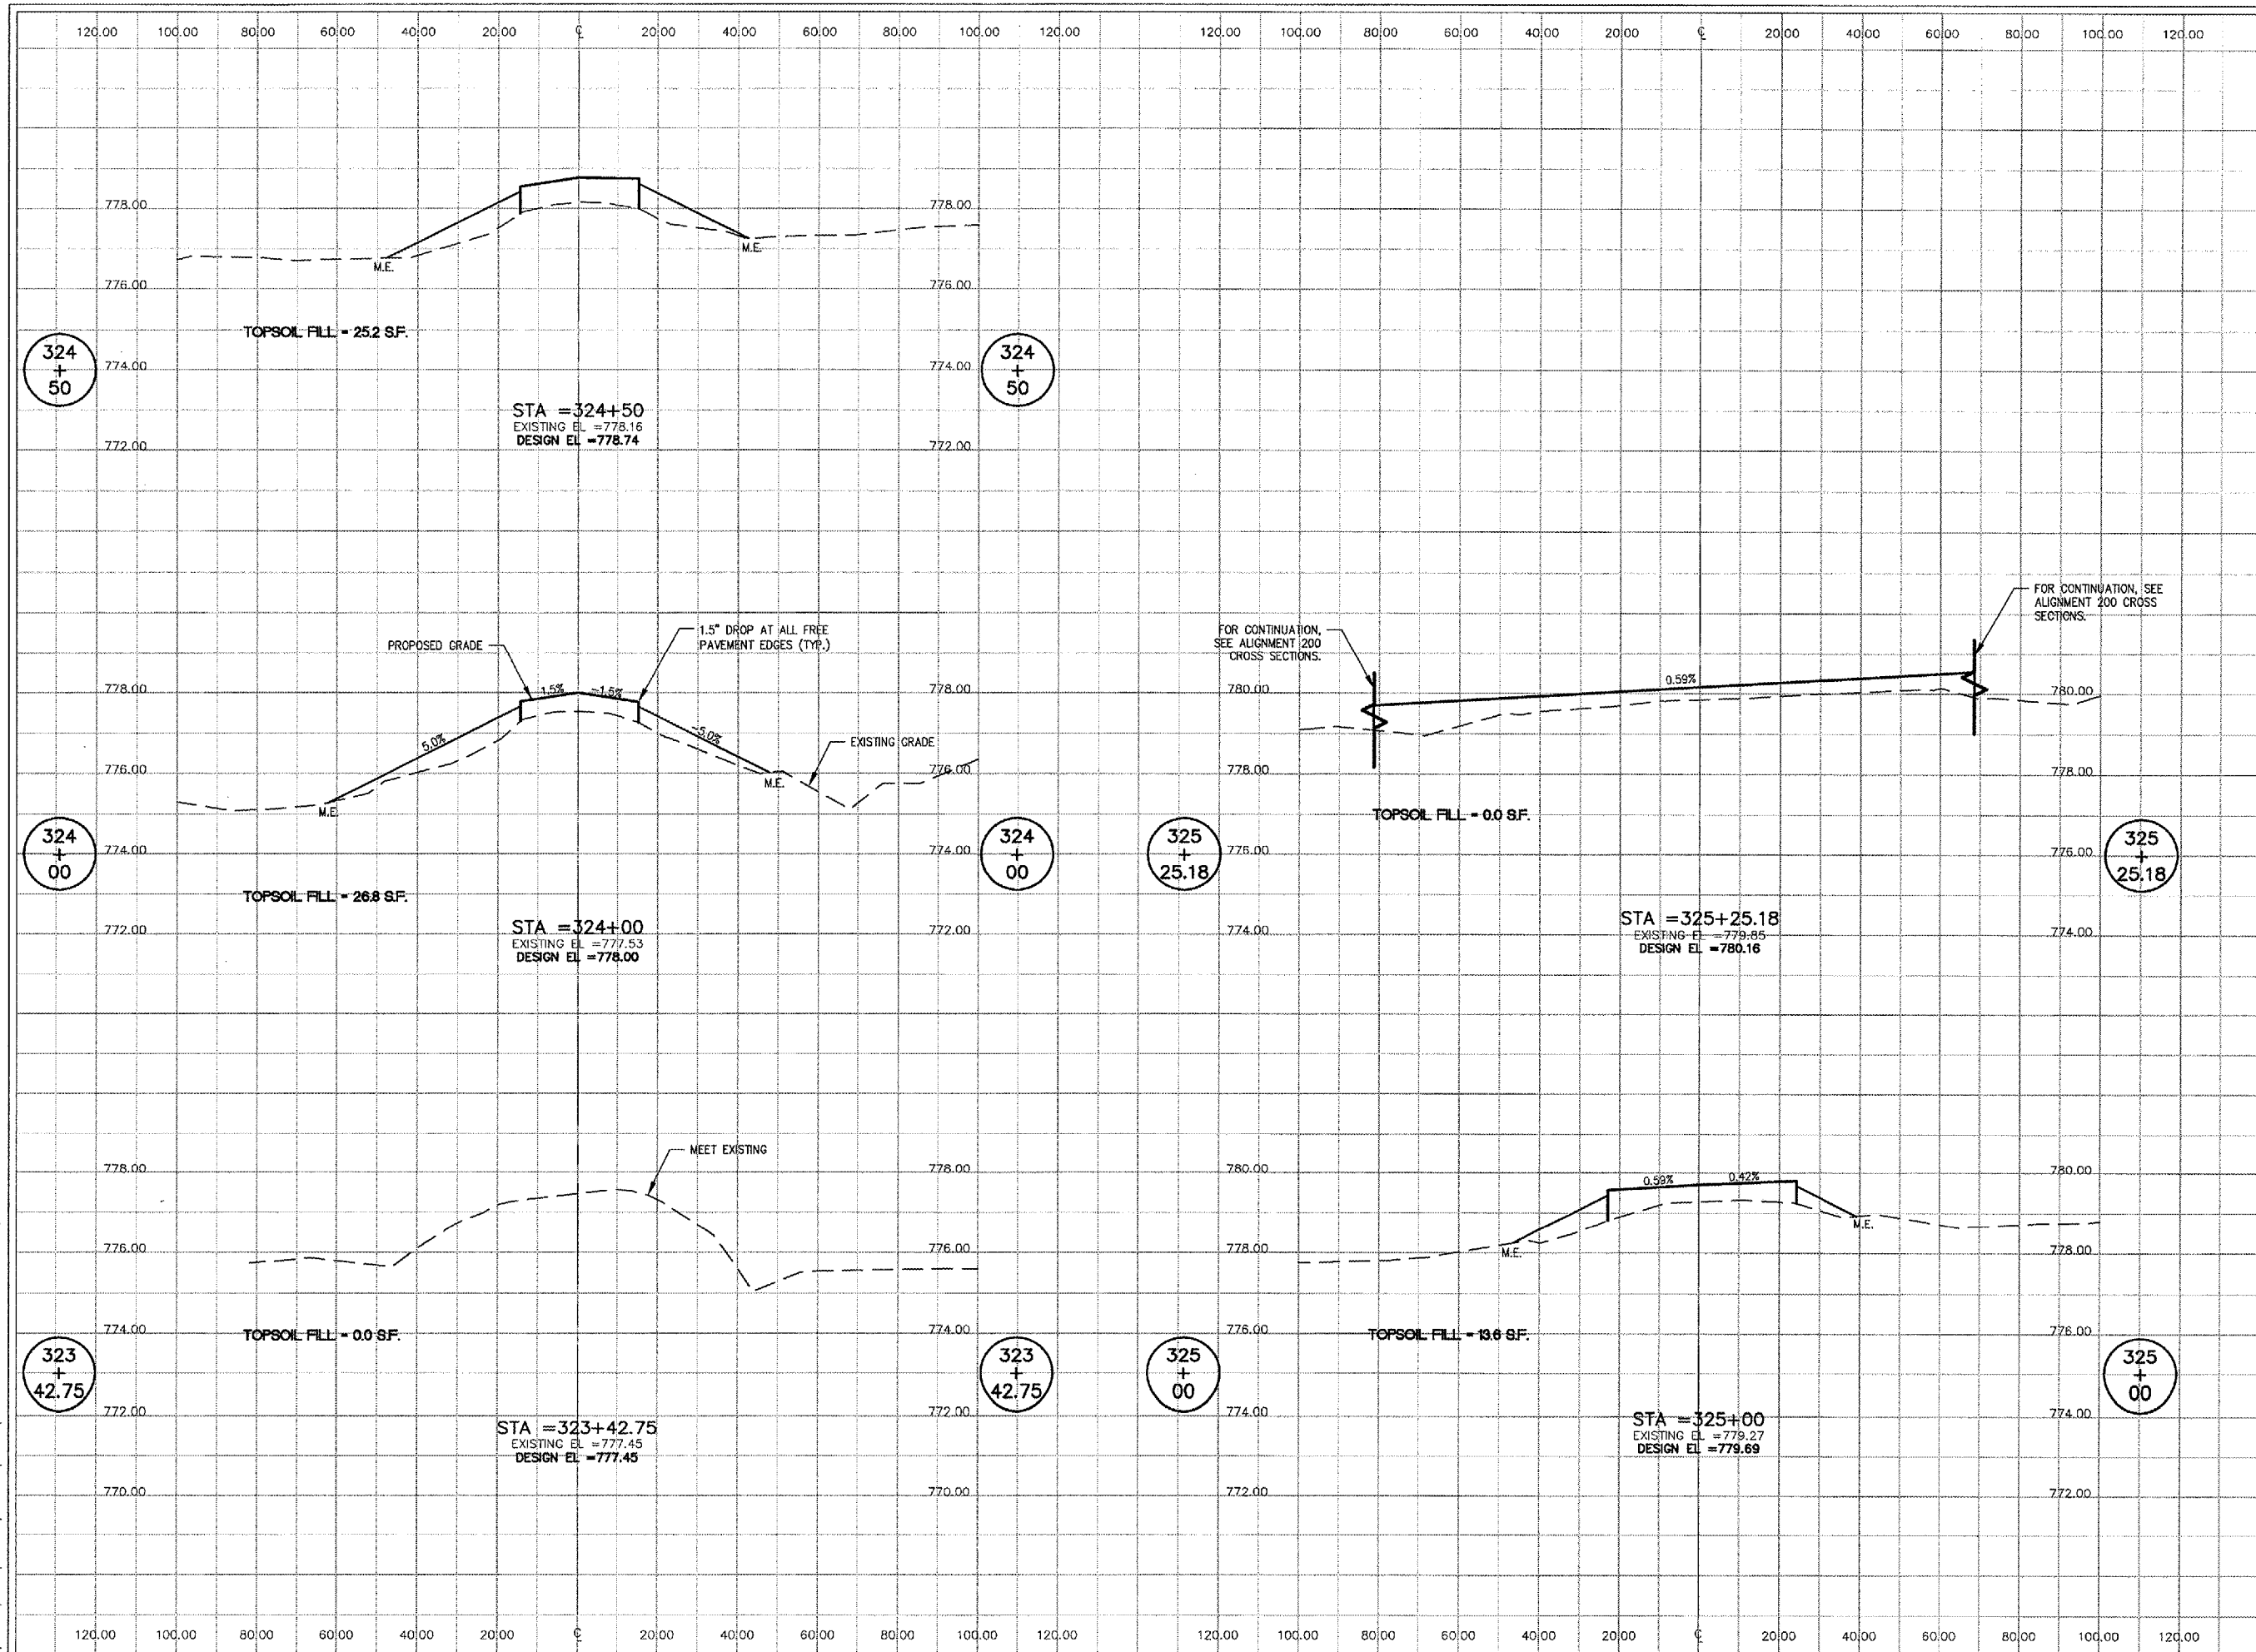 120.00 100.00 80.00 60.00 40.00 20.00 ℄ 20.00 40.00 60.00 80.00 100.00 120.00
120.00 100.00 80.00 60.00 40.00 20.00 ℄ 20.00 40.00 60.00 80.00 100.00 120.00
778.00 778.00
M.E. M.E.
776.00 776.00
TOPSOIL FILL = 25.2 S.F.
324
+
50
774.00 774.00
324
+
50
STA =324+50
EXISTING EL =778.16
DESIGN EL =778.74
772.00 772.00
PROPOSED GRADE
1.5" DROP AT ALL FREE
PAVEMENT EDGES (TYP.)
778.00 778.00
1.5% -1.5%
5.0% -5.0%
EXISTING GRADE
776.00 776.00
M.E. M.E.
324
+
00
774.00 774.00
324
+
00
TOPSOIL FILL = 26.8 S.F.
STA =324+00
EXISTING EL =777.53
DESIGN EL =778.00
772.00 772.00
MEET EXISTING
778.00 778.00
776.00 776.00
774.00 774.00
TOPSOIL FILL = 0.0 S.F.
323
+
42.75
323
+
42.75
772.00 772.00
STA =323+42.75
EXISTING EL =777.45
DESIGN EL =777.45
770.00 770.00
FOR CONTINUATION,
SEE ALIGNMENT 200
CROSS SECTIONS.
FOR CONTINUATION, SEE
ALIGNMENT 200 CROSS
SECTIONS.
780.00 780.00
0.59%
778.00 778.00
TOPSOIL FILL = 0.0 S.F.
325
+
25.18
776.00 776.00
325
+
25.18
STA =325+25.18
EXISTING EL =779.85
DESIGN EL =780.16
774.00 774.00
780.00 780.00
0.59% 0.42%
M.E. M.E.
778.00 778.00
776.00 776.00
TOPSOIL FILL = 13.6 S.F.
325
+
00
325
+
00
774.00 774.00
STA =325+00
EXISTING EL =779.27
DESIGN EL =779.69
772.00 772.00
120.00 100.00 80.00 60.00 40.00 20.00 ℄ 20.00 40.00 60.00 80.00 100.00 120.00
120.00 100.00 80.00 60.00 40.00 20.00 ℄ 20.00 40.00 60.00 80.00 100.00 120.00